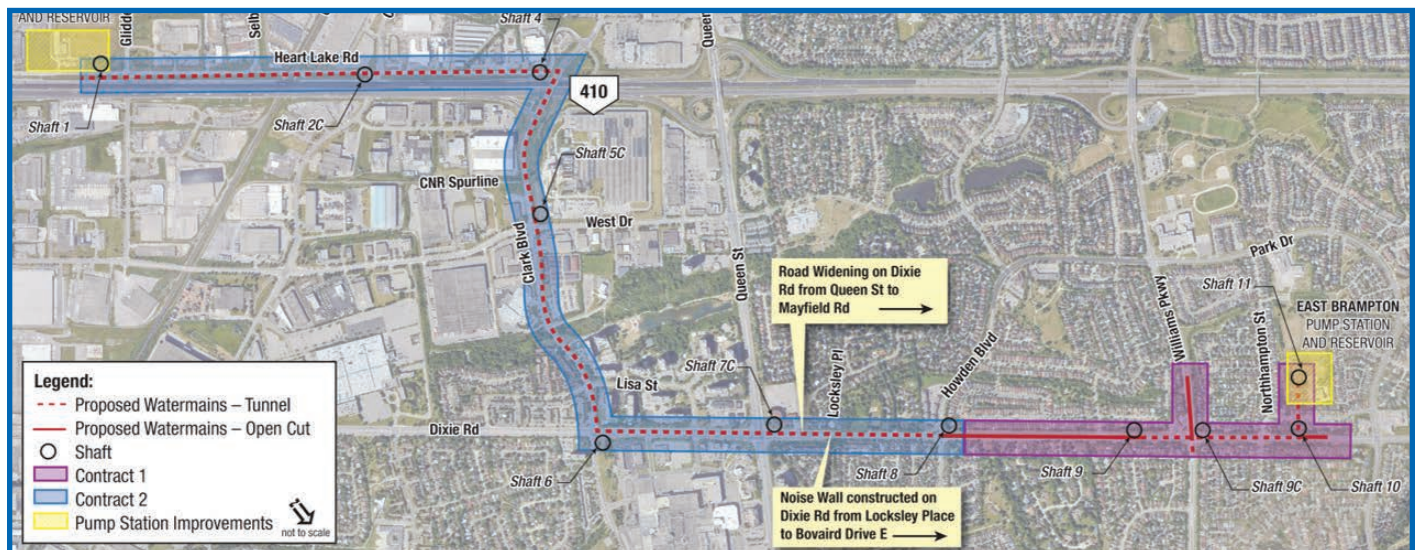 AND RESERVOIR
Heart Lake Rd
Shaft 4
Shaft 1
Shaft 2C
410
Shaft 5C
CNR Spurline
West Dr
Clark Blvd
Queen St
Road Widening on Dixie
Rd from Queen St to
Mayfield Rd
Park Dr
Williams Pkwy
Shaft 11
EAST BRAMPTON
PUMP STATION
AND RESERVOIR
Northhampton St
Howden Blvd
Locksley Pl
Shaft 7C
Lisa St
Dixie Rd
Shaft 6
Shaft 8
Shaft 9
Shaft 9C
Shaft 10
Noise Wall constructed on
Dixie Rd from Locksley Place
to Bovaird Drive E
Legend:
Proposed Watermains – Tunnel
Proposed Watermains – Open Cut
Shaft
Contract 1
Contract 2
Pump Station Improvements
not to scale